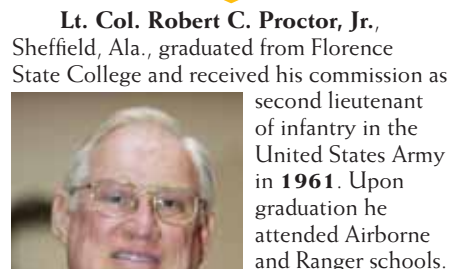 Lt. Col. Robert C. Proctor, Jr.,
Sheffield, Ala., graduated from Florence
State College and received his commission as
second lieutenant
of infantry in the
United States Army
in 1961. Upon
graduation he
attended Airborne
and Ranger schools.